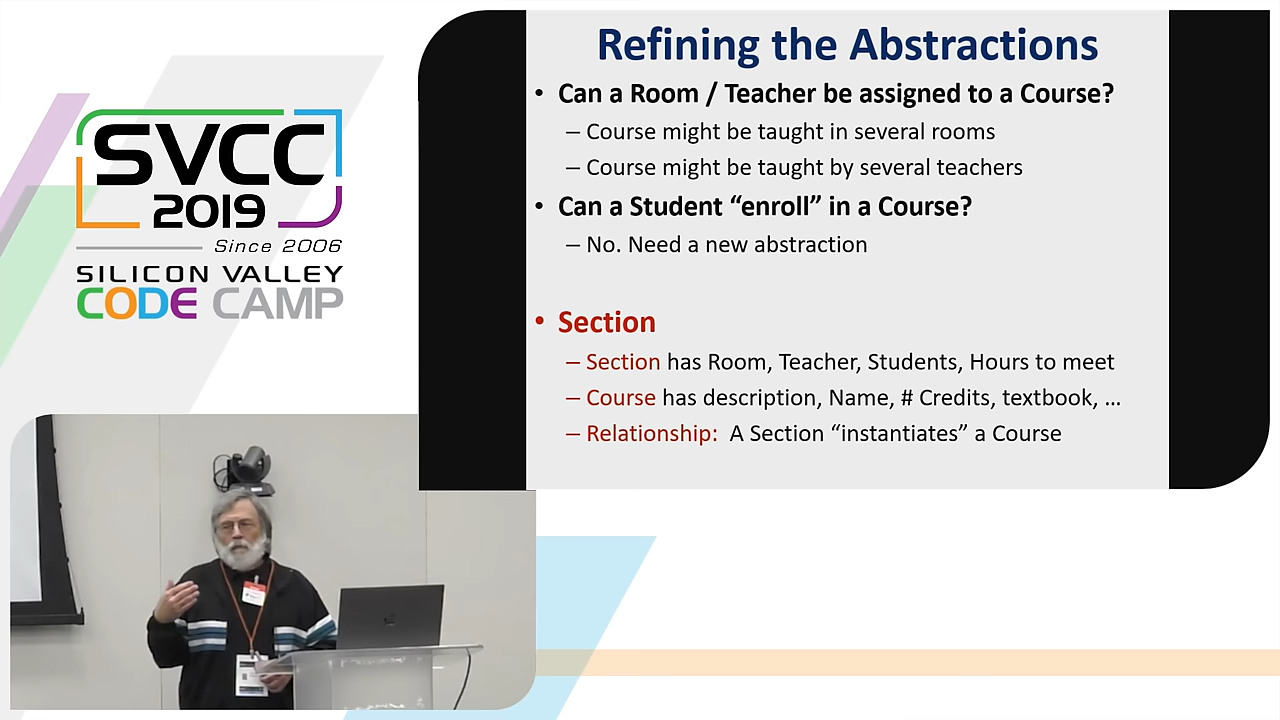 SVCC
2019
Since 2006
SILICON VALLEY
CODE CAMP
Refining the Abstractions
• Can a Room / Teacher be assigned to a Course?
– Course might be taught in several rooms
– Course might be taught by several teachers
• Can a Student “enroll” in a Course?
– No. Need a new abstraction
• Section
– Section has Room, Teacher, Students, Hours to meet
– Course has description, Name, # Credits, textbook, ...
– Relationship: A Section “instantiates” a Course